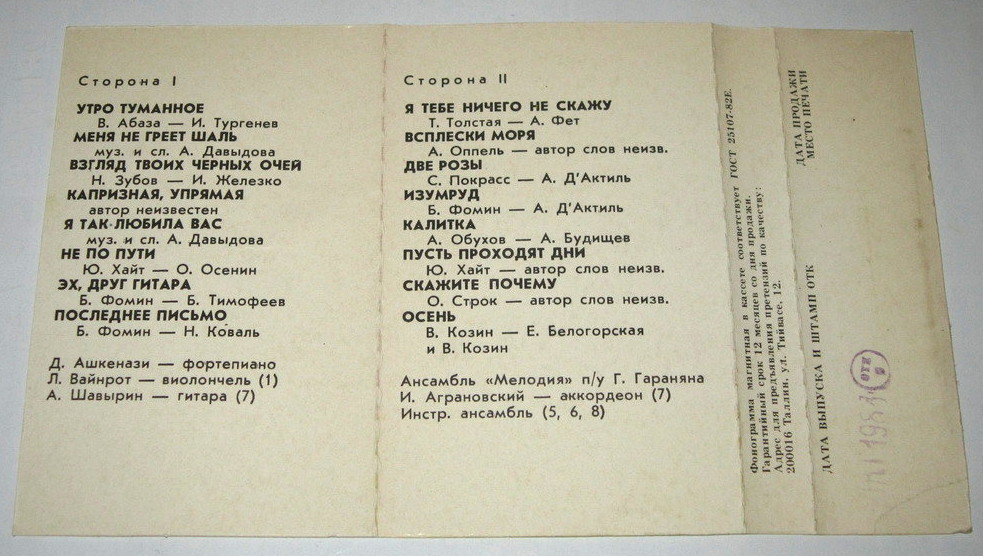 Сторона I
УТРО ТУМАННОЕ
В. Абаза — И. Тургенев
МЕНЯ НЕ ГРЕЕТ ШАЛЬ
муз. и сл. А. Давыдова
ВЗГЛЯД ТВОИХ ЧЕРНЫХ ОЧЕЙ
Н. Зубов — И. Железко
КАПРИЗНАЯ, УПРЯМАЯ
автор неизвестен
Я ТАК ЛЮБИЛА ВАС
муз. и сл. А. Давыдова
НЕ ПО ПУТИ
Ю. Хайт — О. Осенин
ЭХ, ДРУГ ГИТАРА
Б. Фомин — Б. Тимофеев
ПОСЛЕДНЕЕ ПИСЬМО
Б. Фомин — Н. Коваль
Д. Ашкенази — фортепиано
Л. Вайнрот — виолончель (1)
А. Шавырин — гитара (7)
Сторона II
Я ТЕБЕ НИЧЕГО НЕ СКАЖУ
Т. Толстая — А. Фет
ВСПЛЕСКИ МОРЯ
А. Оппель — автор слов неизв.
ДВЕ РОЗЫ
С. Покрасс — А. Д'Актиль
ИЗУМРУД
Б. Фомин — А. Д'Актиль
КАЛИТКА
А. Обухов — А. Будищев
ПУСТЬ ПРОХОДЯТ ДНИ
Ю. Хайт — автор слов неизв.
СКАЖИТЕ ПОЧЕМУ
О. Строк — автор слов неизв.
ОСЕНЬ
В. Козин — Е. Белогорская
и В. Козин
Ансамбль «Мелодия» п/у Г. Гараняна
И. Аграновский — аккордеон (7)
Инстр. ансамбль (5, 6, 8)
Фонограмма магнитная в кассете соответствует ГОСТ 25107-82Е.
Гарантийный срок 12 месяцев со дня продажи.
Адрес для предъявления претензий по качеству:
200016 Таллин, ул. Тийвасе, 12.
ДАТА ПРОДАЖИ
МЕСТО ПЕЧАТИ
ДАТА ВЫПУСКА И ШТАМП ОТК
ОТК